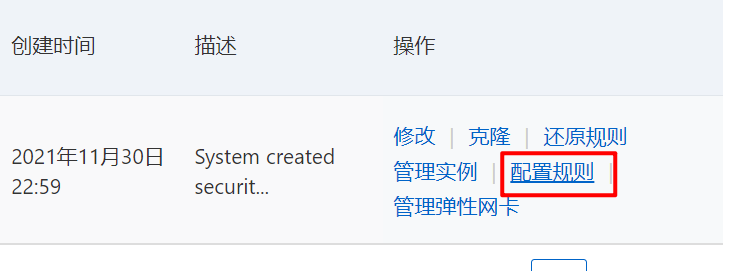 创建时间 描述 操作
修改 | 克隆 | 还原规则
2021年11月30日 System created 管理实例 | 配置规则 |
22:59 securit...
管理弹性网卡